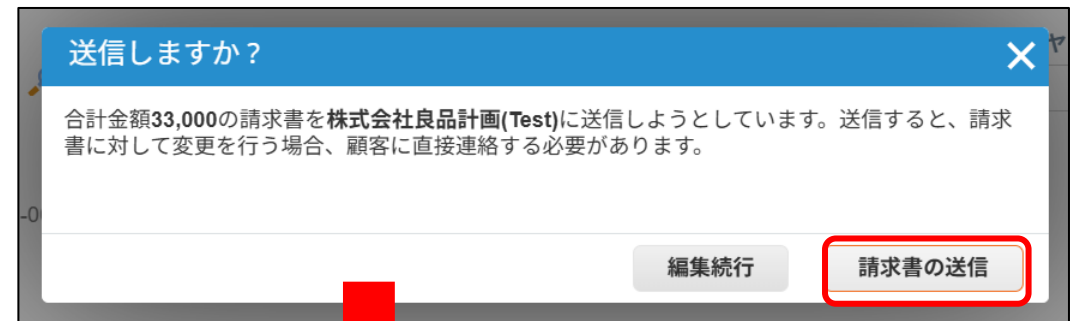 送信しますか？
ヤ
合計金額33,000の請求書を株式会社良品計画(Test)に送信しようとしています。送信すると、請求
書に対して変更を行う場合、顧客に直接連絡する必要があります。
-0
編集続行
請求書の送信